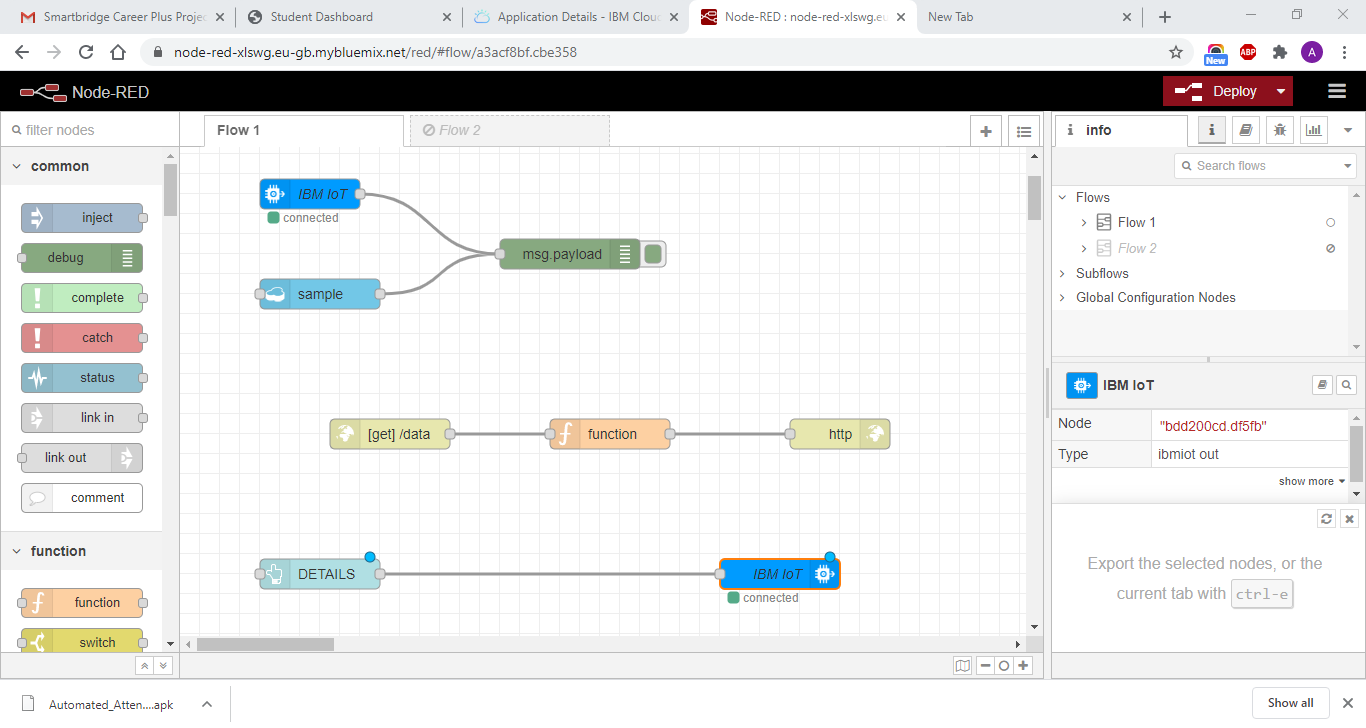 Smartbridge Career Plus Projec
Student Dashboard
Application Details - IBM Cloud
Node-RED : node-red-xlswg.eu
New Tab
node-red-xlswg.eu-gb.mybluemix.net/red/#flow/a3acf8bf.cbe358
New
ABP
A
Node-RED
Deploy
filter nodes
Flow 1
Flow 2
info
Search flows
common
inject
debug
complete
catch
status
link in
link out
comment
function
function
switch
IBM IoT
connected
msg.payload
sample
[get] /data
function
http
DETAILS
IBM IoT
connected
Flows
Flow 1
Flow 2
Subflows
Global Configuration Nodes
IBM IoT
Node
"bdd200cd.df5fb"
Type
ibmiot out
show more
Export the selected nodes, or the
current tab with ctrl-e
Automated_Atten....apk
Show all